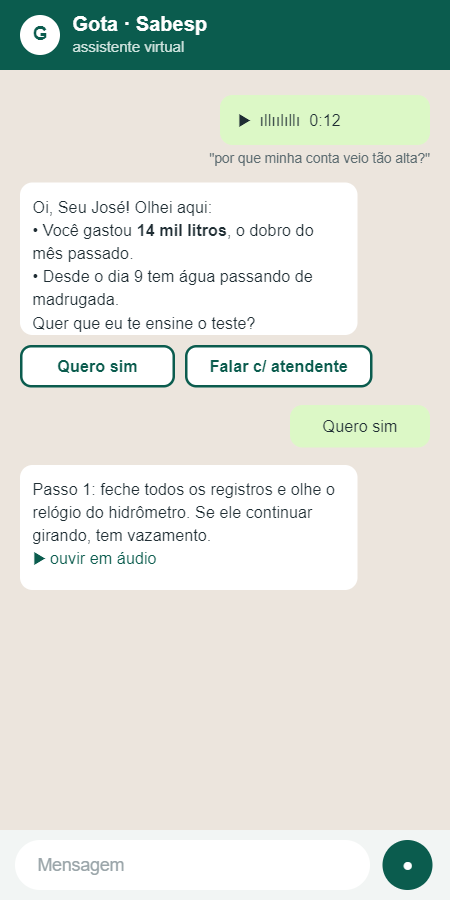 G
Gota · Sabesp
assistente virtual
▶ 0:12
"por que minha conta veio tão alta?"
Oi, Seu José! Olhei aqui:
• Você gastou 14 mil litros, o dobro do
mês passado.
• Desde o dia 9 tem água passando de
madrugada.
Quer que eu te ensine o teste?
Quero sim
Falar c/ atendente
Quero sim
Passo 1: feche todos os registros e olhe o
relógio do hidrômetro. Se ele continuar
girando, tem vazamento.
▶ ouvir em áudio
Mensagem